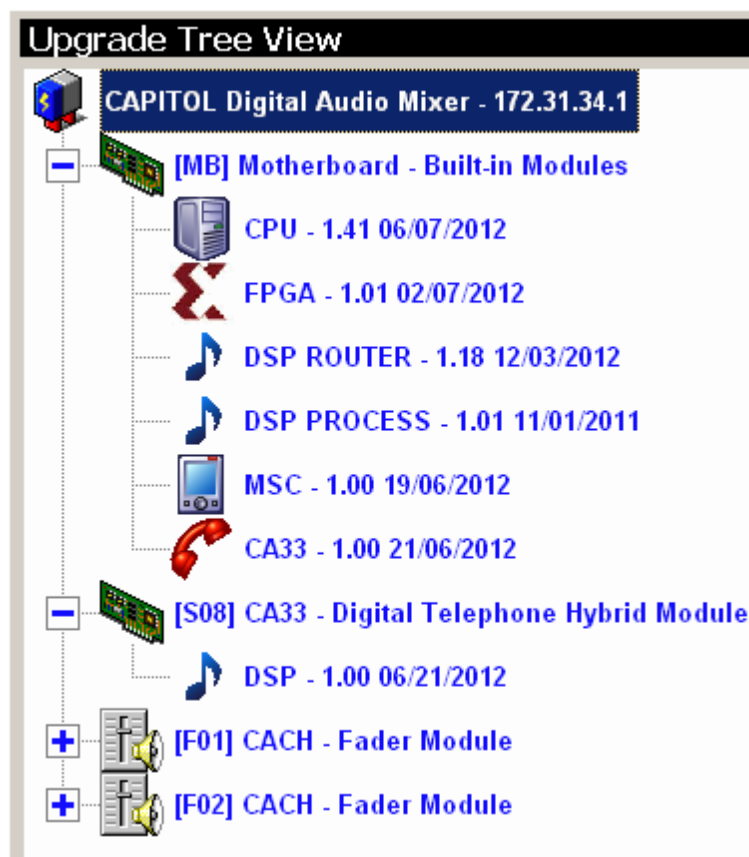 Upgrade Tree View
CAPITOL Digital Audio Mixer - 172.31.34.1
[MB] Motherboard - Built-in Modules
CPU - 1.41 06/07/2012
FPGA - 1.01 02/07/2012
DSP ROUTER - 1.18 12/03/2012
DSP PROCESS - 1.01 11/01/2011
MSC - 1.00 19/06/2012
CA33 - 1.00 21/06/2012
[S08] CA33 - Digital Telephone Hybrid Module
DSP - 1.00 06/21/2012
[F01] CACH - Fader Module
[F02] CACH - Fader Module